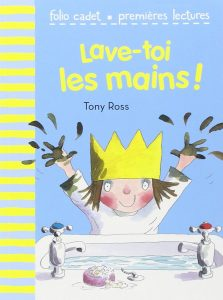 folio cadet ▪ premières lectures
Lave-toi
les mains !
Tony Ross